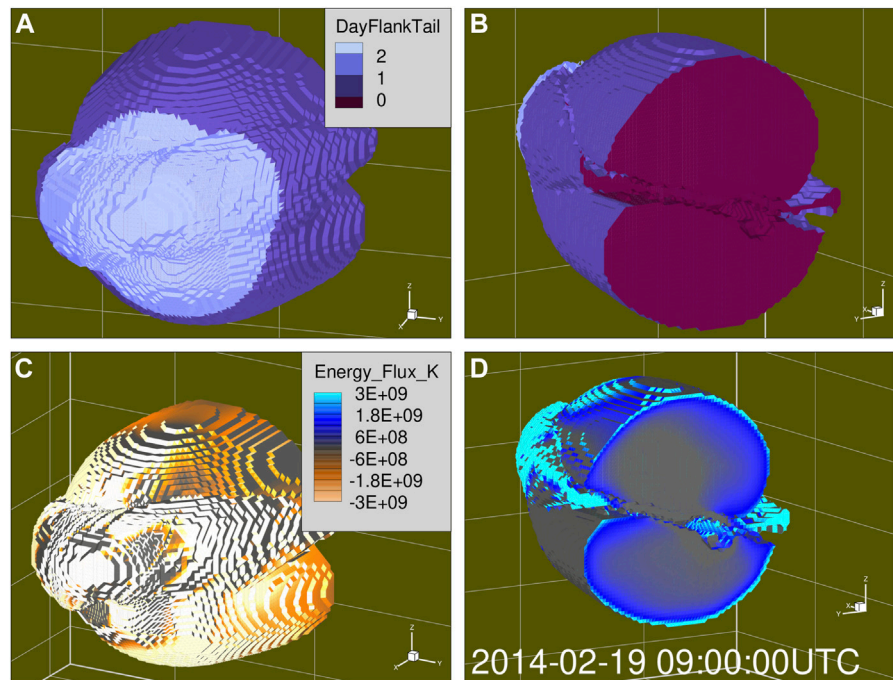 A
DayFlankTail
2
1
0
X
Y
Z
B
X
Y
Z
C
Energy_Flux_K
3E+09
1.8E+09
6E+08
-6E+08
-1.8E+09
-3E+09
X
Y
Z
D
X
Y
Z
2014-02-19 09:00:00UTC